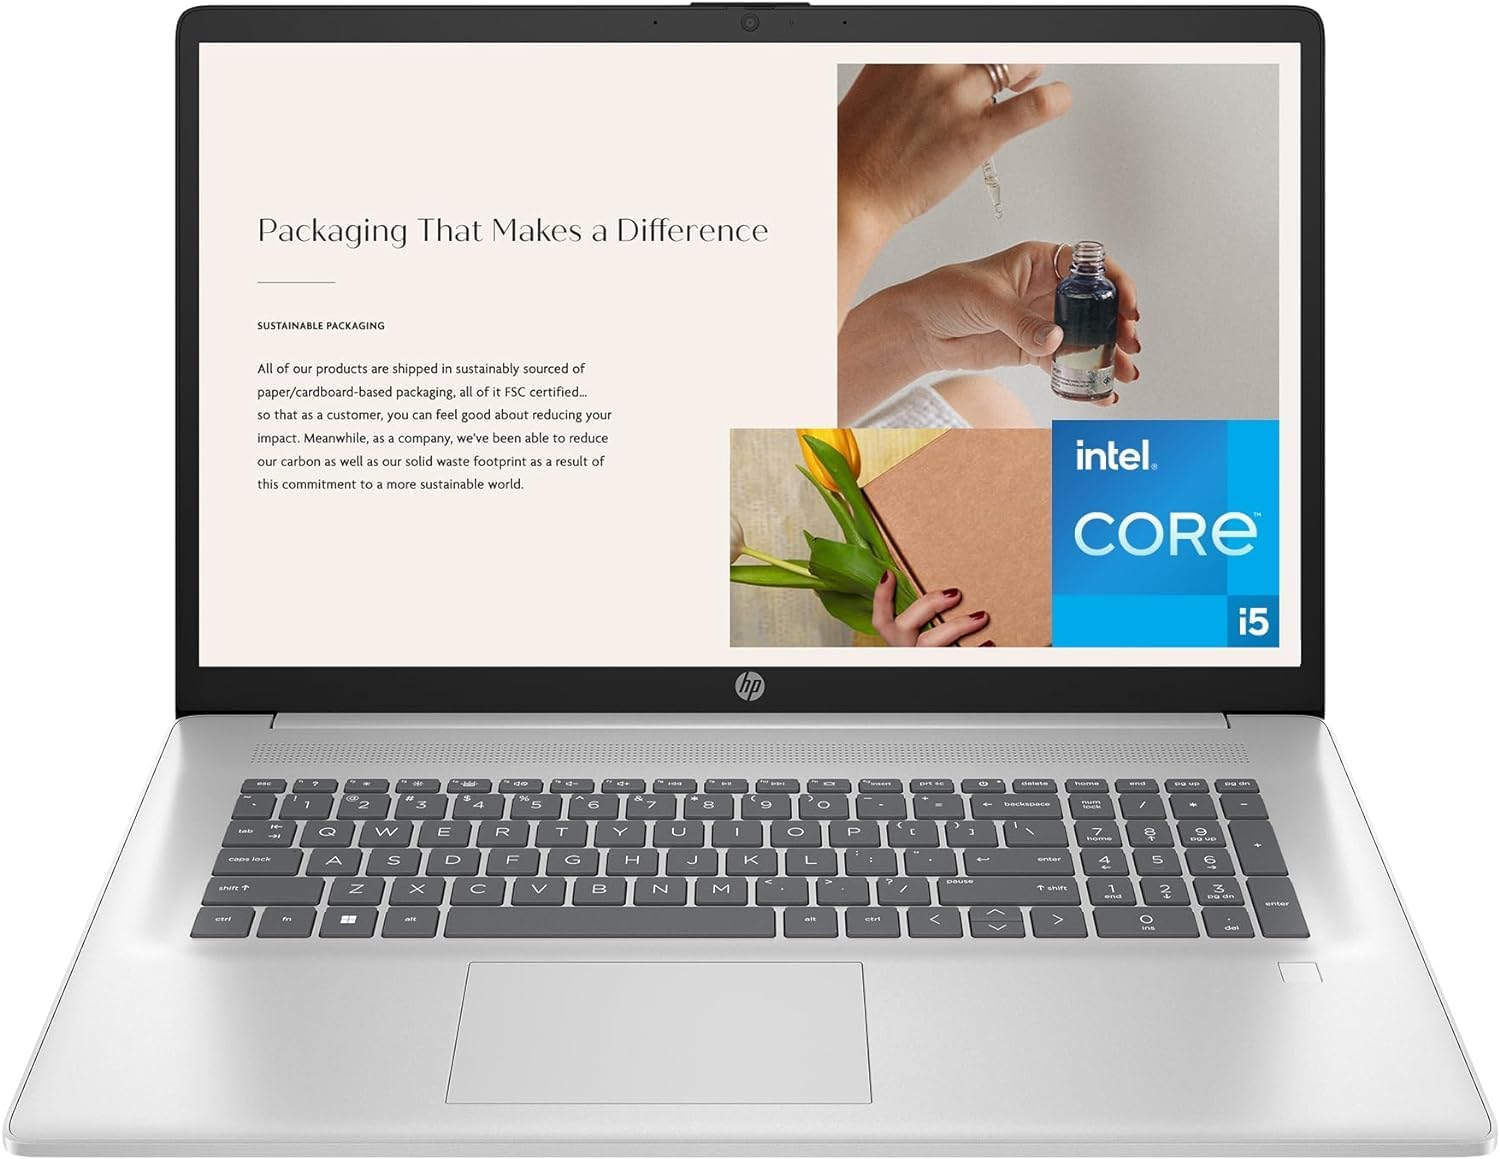 Packaging That Makes a Difference
SUSTAINABLE PACKAGING
All of our products are shipped in sustainably sourced of
paper/cardboard-based packaging, all of it FSC certified...
so that as a customer, you can feel good about reducing your
impact. Meanwhile, as a company, we've been able to reduce
our carbon as well as our solid waste footprint as a result of
this commitment to a more sustainable world.
intel®
CORE™
i5
hp
esc ? insert prt sc delete home end pg up pg dn
~ ` ! 1 @ 2 # 3 $ 4 % 5 ^ 6 & 7 * 8 ( 9 ) 0 _ - + = ← backspace num lock / * -
tab Q W E R T Y U I O P { [ } ] | \ 7 home 8 ↑ 9 pg up +
caps lock A S D F G H J K L : ; " ' ↵ enter 4 ← 5 6 →
shift ↑ Z X C V B N M < , > . ? / pause ↑ shift 1 end 2 ↓ 3 pg dn enter
ctrl fn alt alt ctrl 0 ins . del